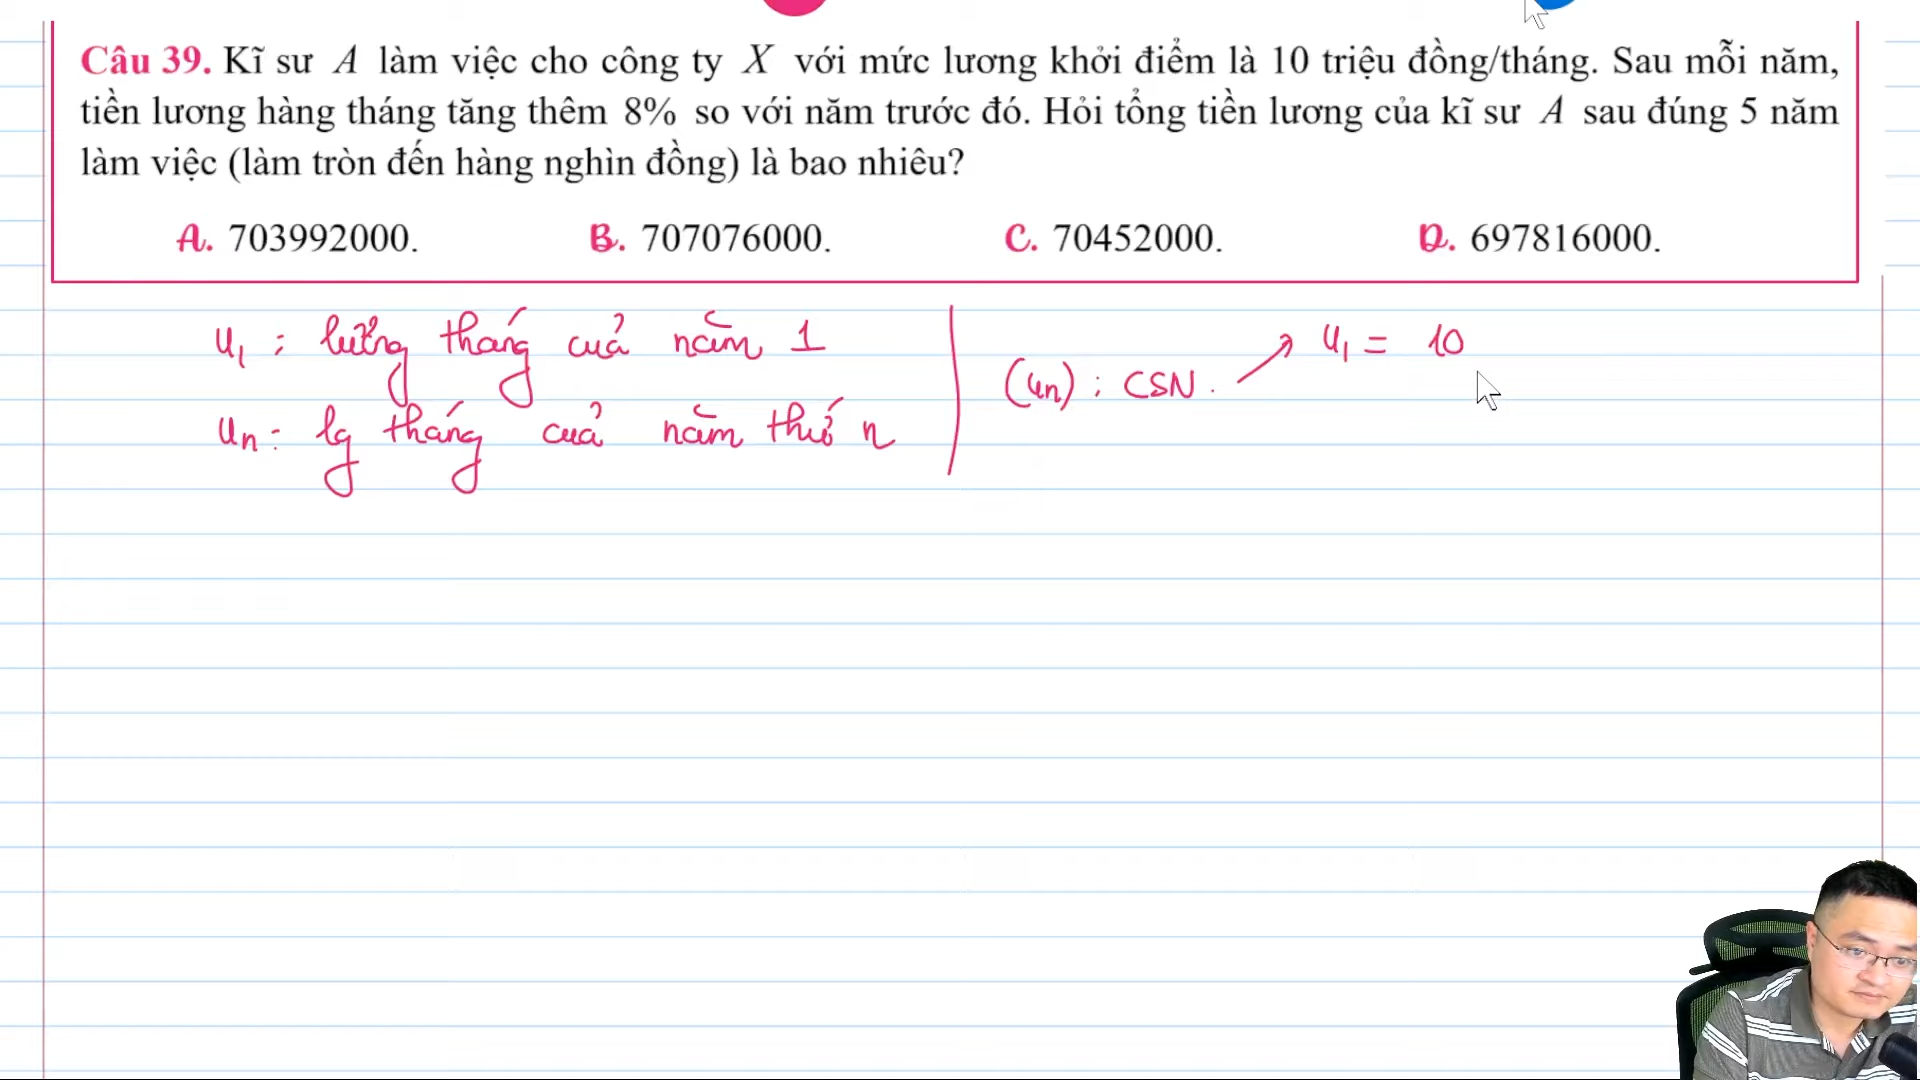 Câu 39. Kĩ sư A làm việc cho công ty X với mức lương khởi điểm là 10 triệu đồng/tháng. Sau mỗi năm,
tiền lương hàng tháng tăng thêm 8% so với năm trước đó. Hỏi tổng tiền lương của kĩ sư A sau đúng 5 năm
làm việc (làm tròn đến hàng nghìn đồng) là bao nhiêu?
A. 703992000. B. 707076000. C. 70452000. D. 697816000.
u₁ : lương tháng của năm 1
uₙ : lg tháng của năm thứ n
(uₙ) : CSN. ↗ u₁ = 10